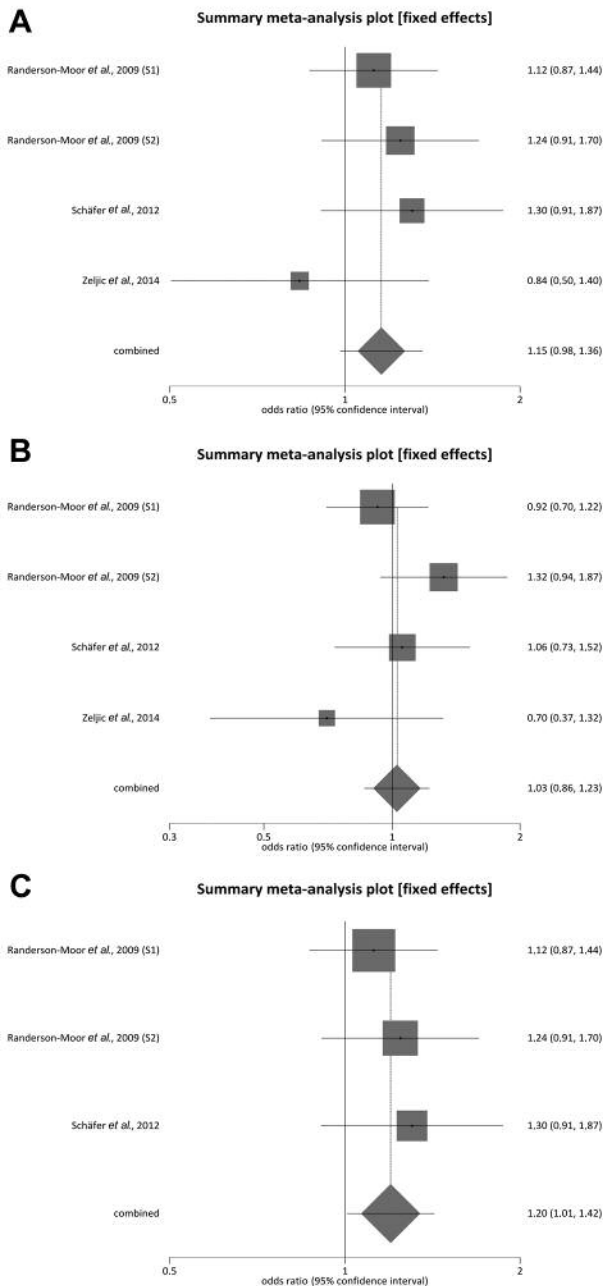 A
Summary meta-analysis plot [fixed effects]
Randerson-Moor et al., 2009 (S1) 1.12 (0.87, 1.44)
Randerson-Moor et al., 2009 (S2) 1.24 (0.91, 1.70)
Schäfer et al., 2012 1.30 (0.91, 1.87)
Zeljic et al., 2014 0.84 (0.50, 1.40)
combined 1.15 (0.98, 1.36)
0.5 1 2
odds ratio (95% confidence interval)
B
Summary meta-analysis plot [fixed effects]
Randerson-Moor et al., 2009 (S1) 0.92 (0.70, 1.22)
Randerson-Moor et al., 2009 (S2) 1.32 (0.94, 1.87)
Schäfer et al., 2012 1.06 (0.73, 1.52)
Zeljic et al., 2014 0.70 (0.37, 1.32)
combined 1.03 (0.86, 1.23)
0.3 0.5 1 2
odds ratio (95% confidence interval)
C
Summary meta-analysis plot [fixed effects]
Randerson-Moor et al., 2009 (S1) 1,12 (0.87, 1.44)
Randerson-Moor et al., 2009 (S2) 1.24 (0.91, 1.70)
Schäfer et al., 2012 1,30 (0.91, 1.87)
combined 1.20 (1.01, 1.42)
0.5 1 2
odds ratio (95% confidence interval)